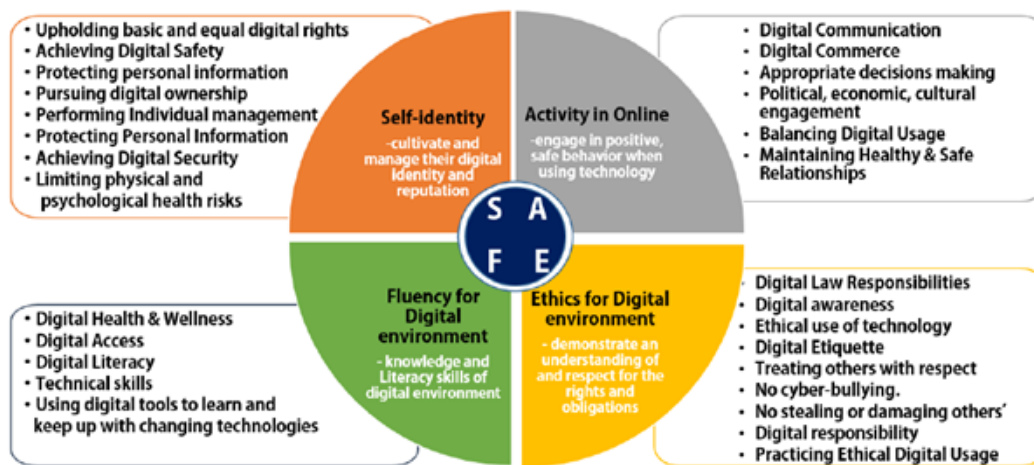 • Upholding basic and equal digital rights
• Achieving Digital Safety
• Protecting personal information
• Pursuing digital ownership
• Performing Individual management
• Protecting Personal Information
• Achieving Digital Security
• Limiting physical and
psychological health risks
Self-identity
-cultivate and
manage their digital
identity and
reputation
Activity in Online
-engage in positive,
safe behavior when
using technology
• Digital Communication
• Digital Commerce
• Appropriate decisions making
• Political, economic, cultural
engagement
• Balancing Digital Usage
• Maintaining Healthy & Safe
Relationships
S A
F E
• Digital Health & Wellness
• Digital Access
• Digital Literacy
• Technical skills
• Using digital tools to learn and
keep up with changing technologies
Fluency for
Digital
environment
- knowledge and
Literacy skills of
digital environment
Ethics for Digital
environment
- demonstrate an
understanding of
and respect for the
rights and
obligations
• Digital Law Responsibilities
• Digital awareness
• Ethical use of technology
• Digital Etiquette
• Treating others with respect
• No cyber-bullying.
• No stealing or damaging others’
• Digital responsibility
• Practicing Ethical Digital Usage